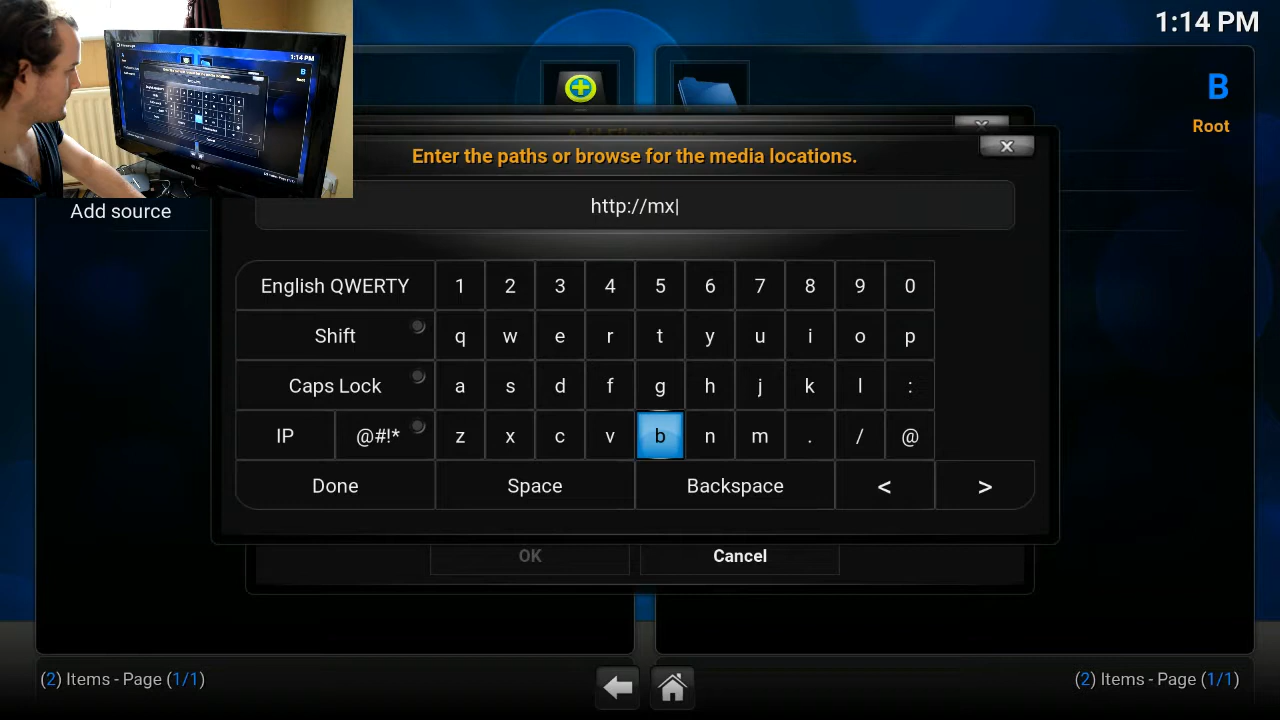 1:14 PM
B
Root
Enter the paths or browse for the media locations.
Add source
http://mx|
English QWERTY 1 2 3 4 5 6 7 8 9 0
Shift q w e r t y u i o p
Caps Lock a s d f g h j k l :
IP @#!* z x c v b n m . / @
Done Space Backspace < >
OK Cancel
(2) Items - Page (1/1)
(2) Items - Page (1/1)